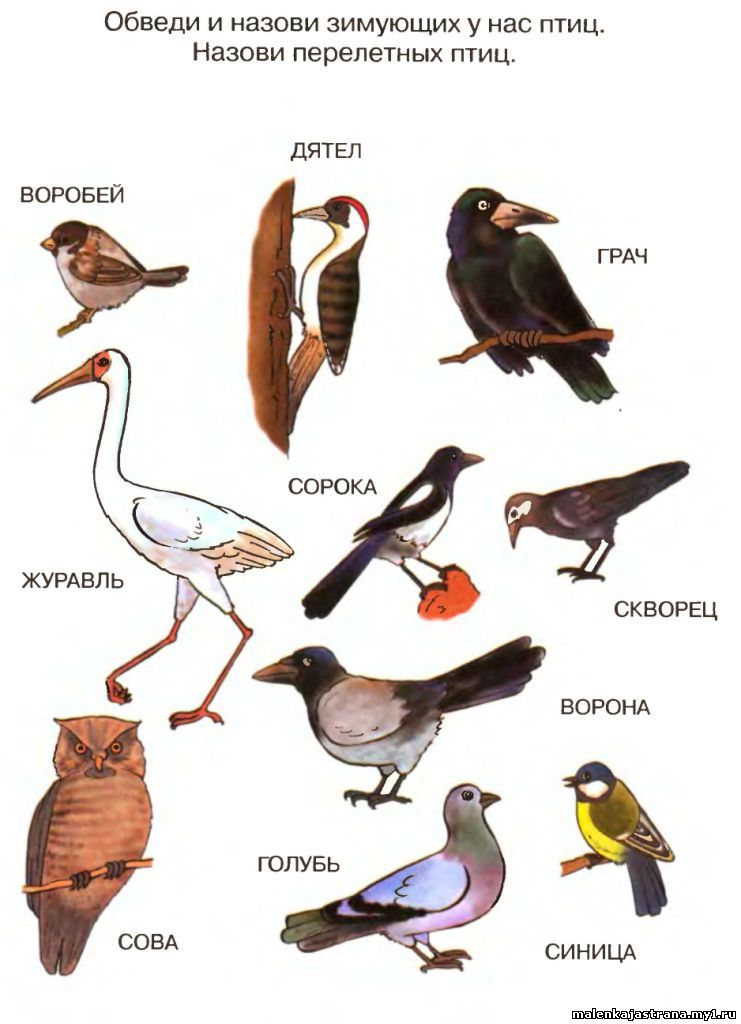 Обведи и назови зимующих у нас птиц.
Назови перелетных птиц.
ДЯТЕЛ
ВОРОБЕЙ
ГРАЧ
СОРОКА
ЖУРАВЛЬ
СКВОРЕЦ
ВОРОНА
ГОЛУБЬ
СОВА
СИНИЦА
malenkajastrana.my1.ru